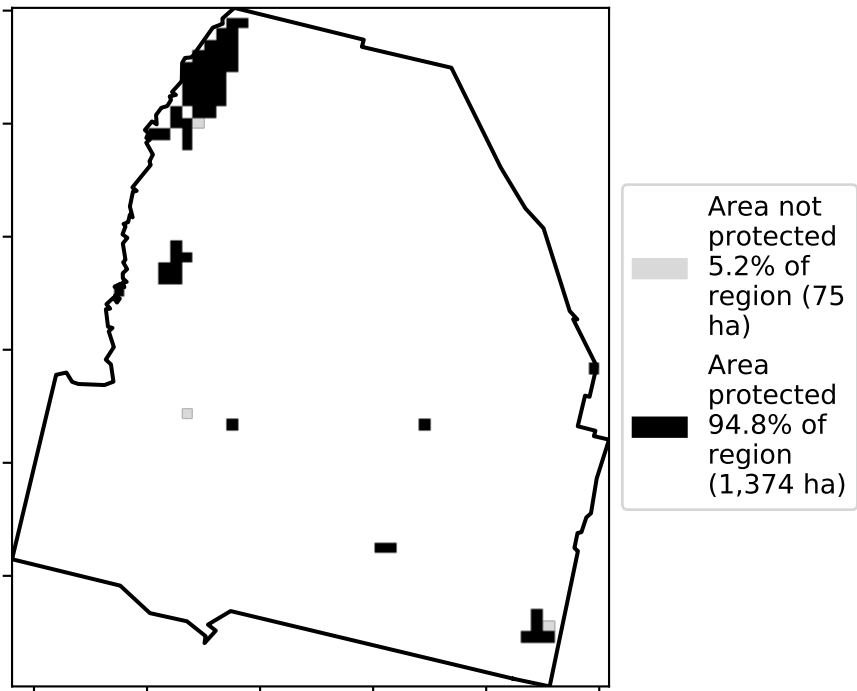 Area not
protected
5.2% of
region (75
ha)
Area
protected
94.8% of
region
(1,374 ha)